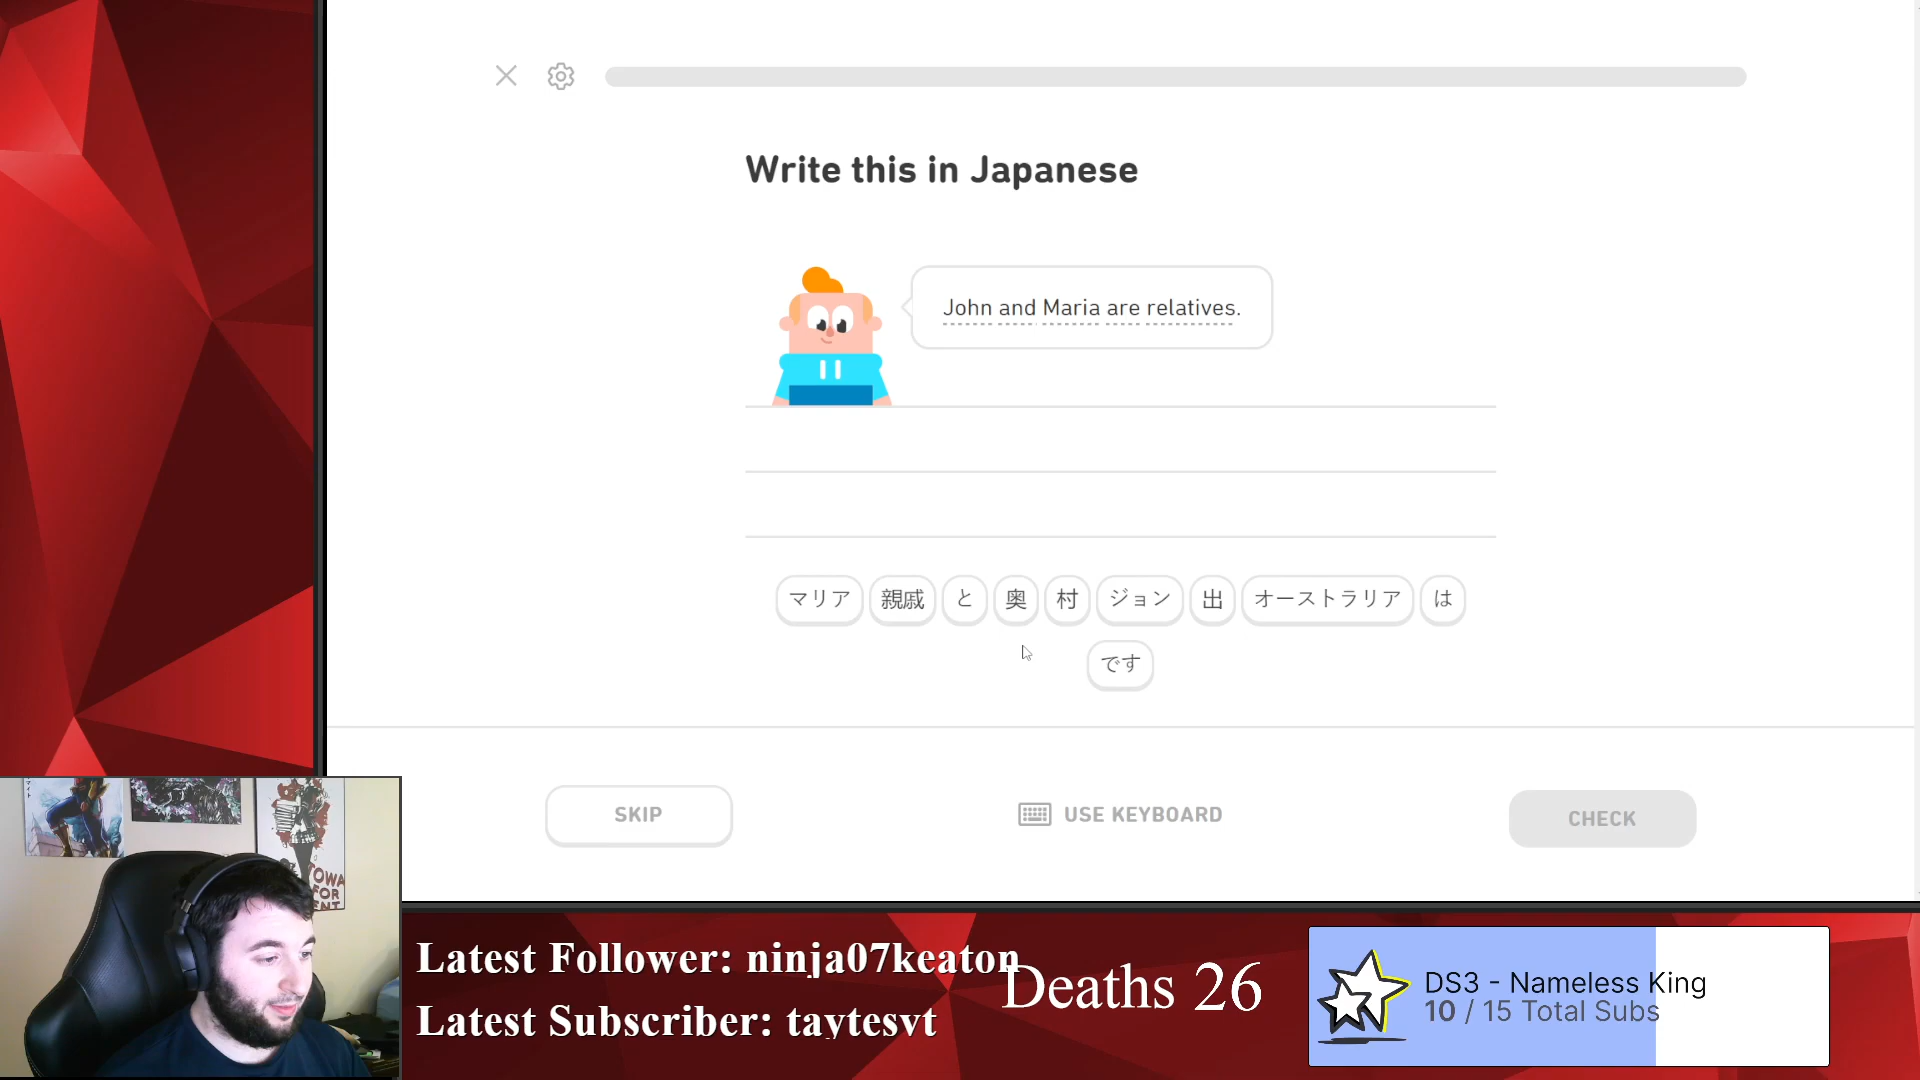 Write this in Japanese
John and Maria are relatives.
マリア 親戚 と 奥 村 ジョン 出 オーストラリア は
です
SKIP
USE KEYBOARD
CHECK
Latest Follower: ninja07keaton
Latest Subscriber: taytesvt
Deaths 26
DS3 - Nameless King
10 / 15 Total Subs